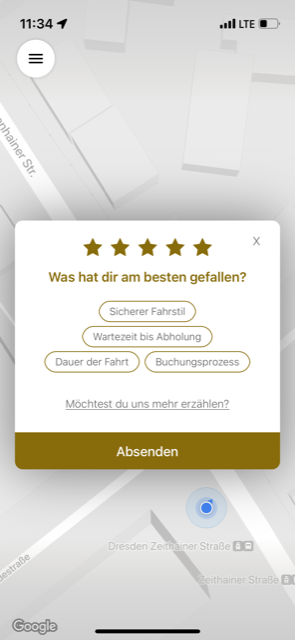 11:34
LTE
enhainer Str.
X
Was hat dir am besten gefallen?
Sicherer Fahrstil
Wartezeit bis Abholung
Dauer der Fahrt
Buchungsprozess
Möchtest du uns mehr erzählen?
Absenden
Dresden Zeithainer Straße
Zeithainer Straße
destraße
Google